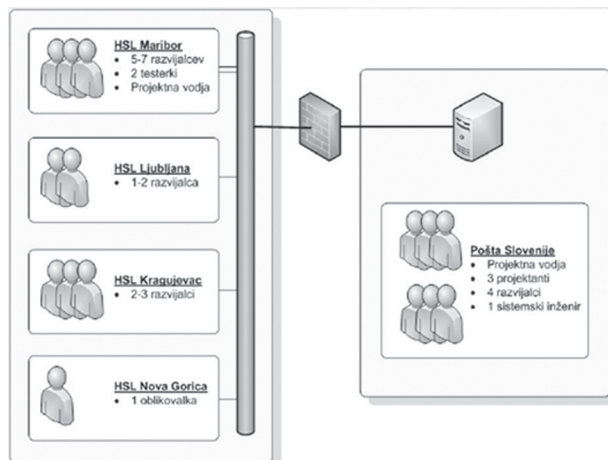 HSL Maribor
• 5-7 razvijalcev
• 2 testerki
• Projektna vodja
HSL Ljubljana
• 1-2 razvijalca
HSL Kragujevac
• 2-3 razvijalci
HSL Nova Gorica
• 1 oblikovalka
Pošta Slovenije
• Projektna vodja
• 3 projektanti
• 4 razvijalci
• 1 sistemski inženir